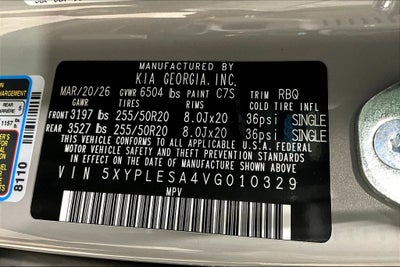 MANUFACTURED BY
KIA GEORGIA, INC.
MAR/20/26 GVWR 6504 lbs PAINT C7S TRIM RBQ
GAWR TIRES RIMS COLD TIRE INFL
FRONT 3197 lbs 255/50R20 8.0Jx20 36psi SINGLE
REAR 3527 lbs 255/50R20 8.0Jx20 36psi SINGLE
THIS VEHICLE CONFORMS TO ALL APPLICABLE U.S.A. FEDERAL
MOTOR VEHICLE SAFETY STANDARDS IN EFFECT ON THE DATE
OF MANUFACTURE SHOWN ABOVE.
VIN 5XYPLESA4VG010329
MPV
8110